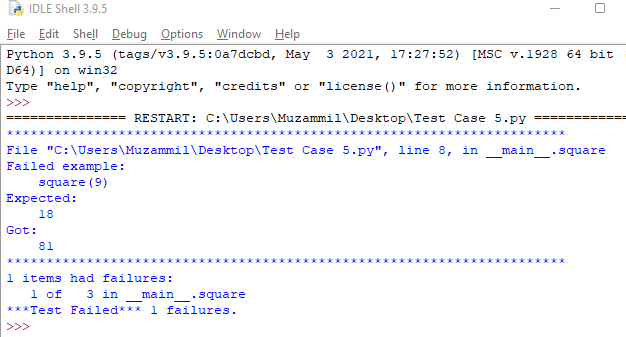 IDLE Shell 3.9.5
File Edit Shell Debug Options Window Help
Python 3.9.5 (tags/v3.9.5:0a7dcbd, May  3 2021, 17:27:52) [MSC v.1928 64 bit (
D64)] on win32
Type "help", "copyright", "credits" or "license()" for more information.
>>>
=============== RESTART: C:\Users\Muzammil\Desktop\Test Case 5.py ============
**********************************************************************
File "C:\Users\Muzammil\Desktop\Test Case 5.py", line 8, in __main__.square
Failed example:
    square(9)
Expected:
    18
Got:
    81
**********************************************************************
1 items had failures:
   1 of   3 in __main__.square
***Test Failed*** 1 failures.
>>>